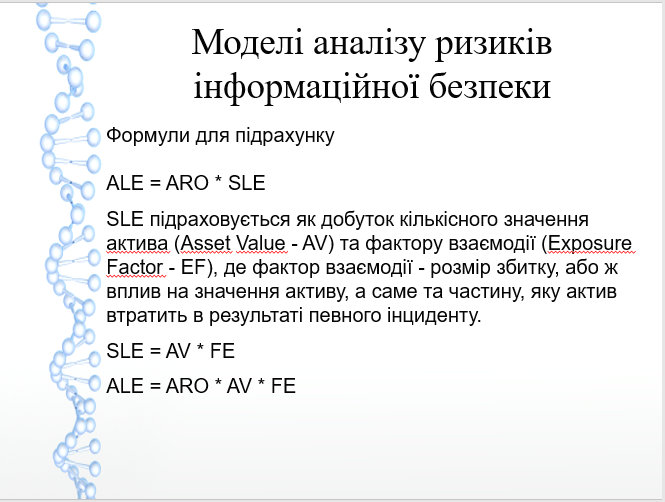 Моделі аналізу ризиків
інформаційної безпеки
Формули для підрахунку
ALE = ARO * SLE
SLE підраховується як добуток кількісного значення
актива (Asset Value - AV) та фактору взаємодії (Exposure
Factor - EF), де фактор взаємодії - розмір збитку, або ж
вплив на значення активу, а саме та частину, яку актив
втратить в результаті певного інциденту.
SLE = AV * FE
ALE = ARO * AV * FE